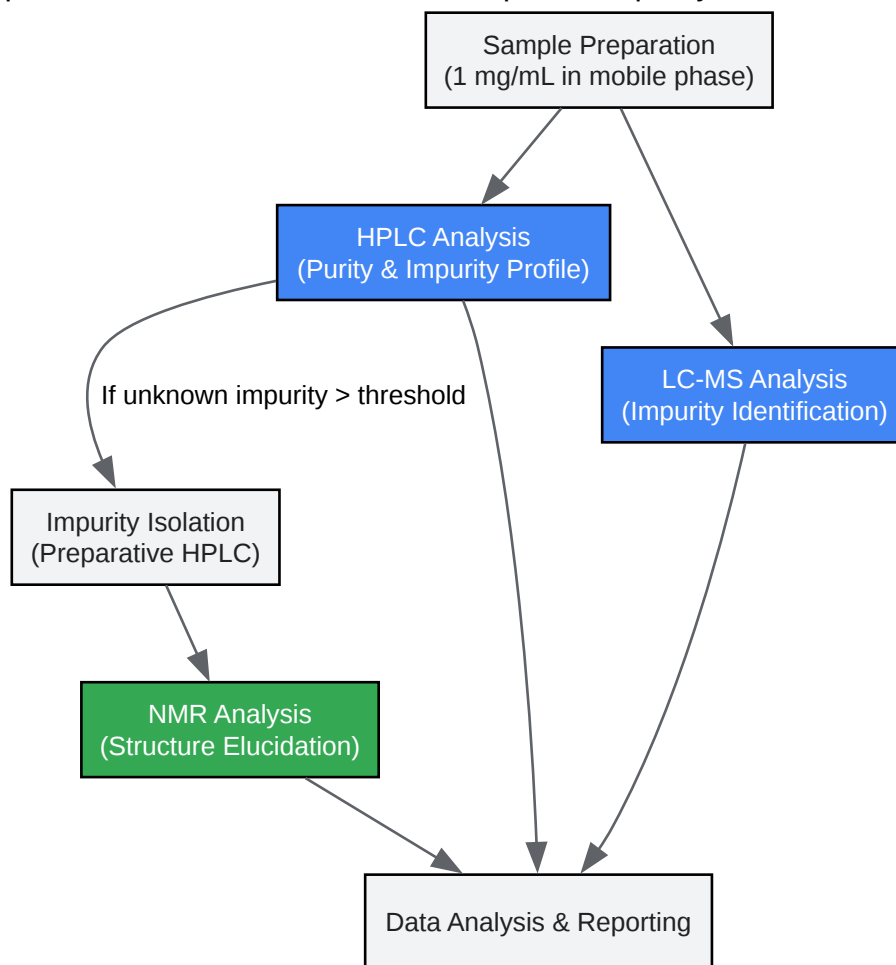 Sample Preparation
(1 mg/mL in mobile phase)
HPLC Analysis
(Purity & Impurity Profile)
LC-MS Analysis
(Impurity Identification)
If unknown impurity > threshold
Impurity Isolation
(Preparative HPLC)
NMR Analysis
(Structure Elucidation)
Data Analysis & Reporting